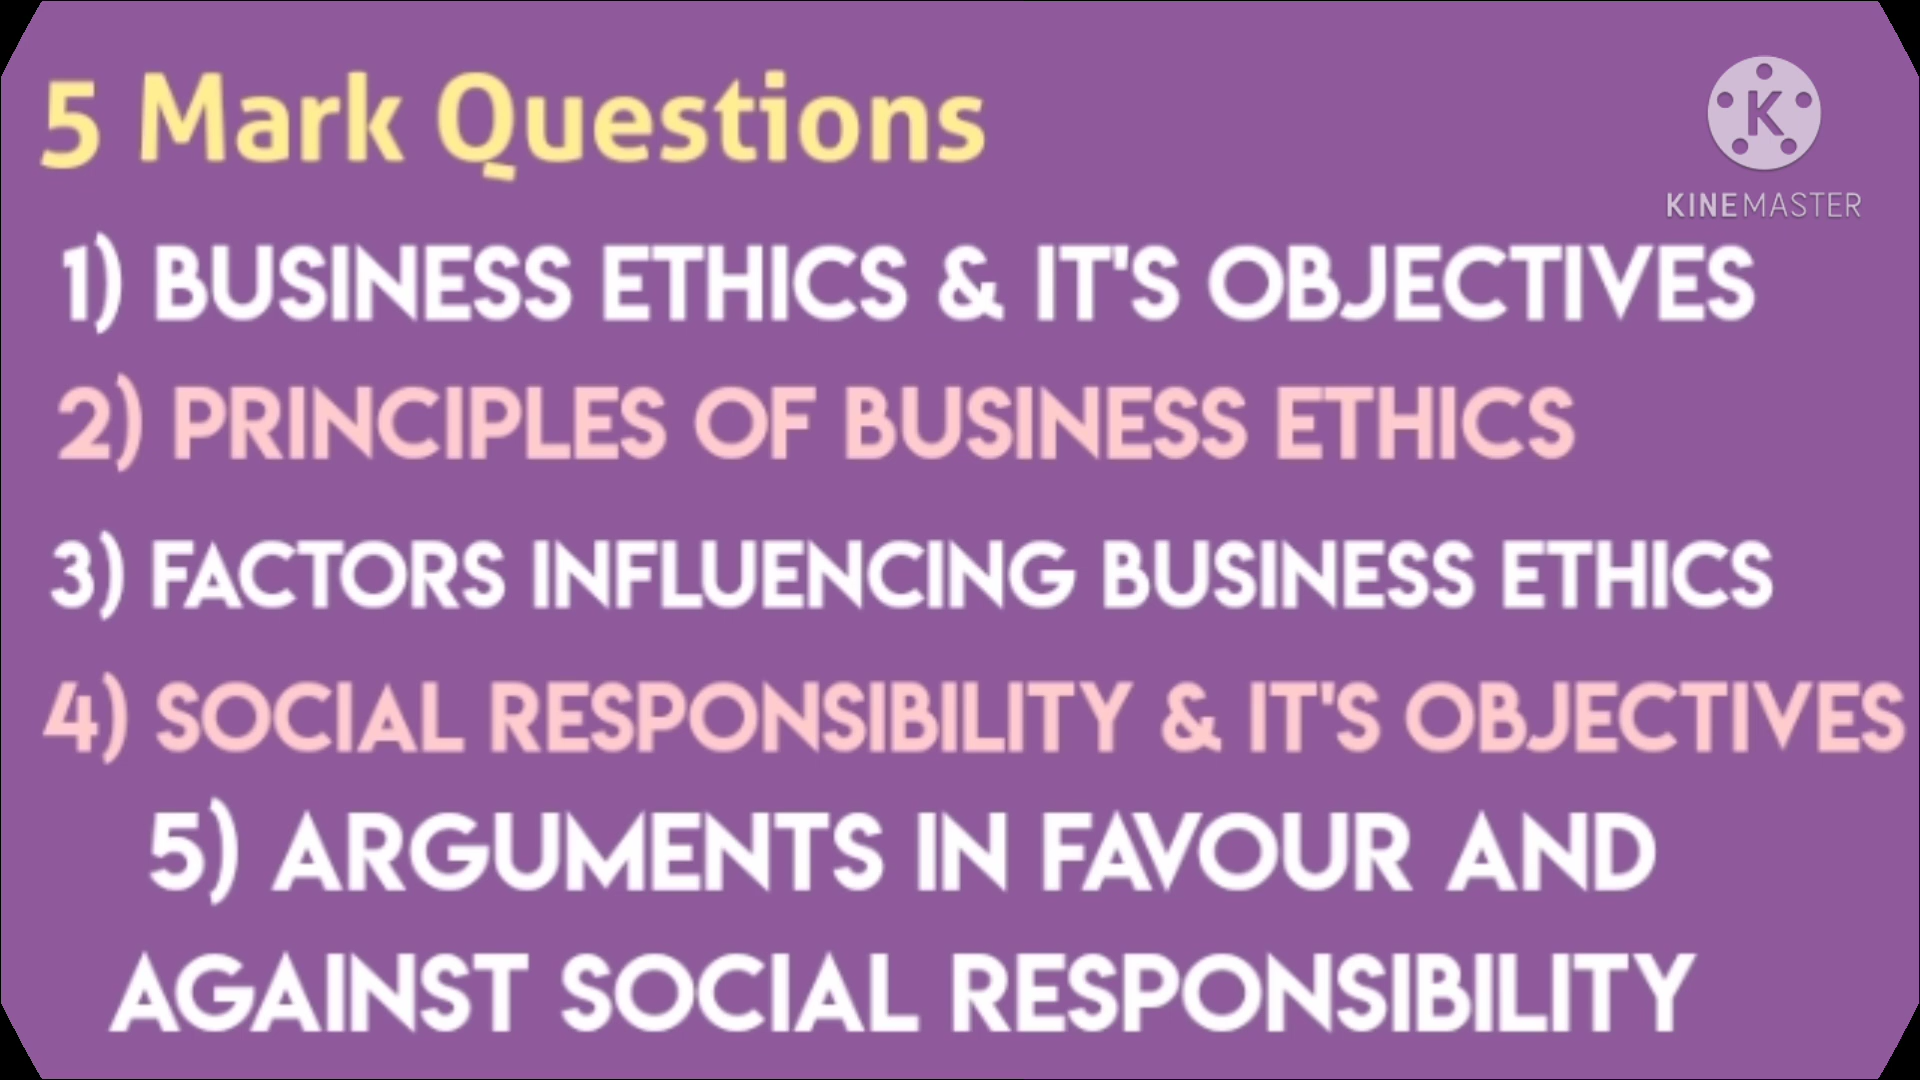 5 Mark Questions
K
KINEMASTER
1) BUSINESS ETHICS & IT'S OBJECTIVES
2) PRINCIPLES OF BUSINESS ETHICS
3) FACTORS INFLUENCING BUSINESS ETHICS
4) SOCIAL RESPONSIBILITY & IT'S OBJECTIVES
5) ARGUMENTS IN FAVOUR AND
AGAINST SOCIAL RESPONSIBILITY